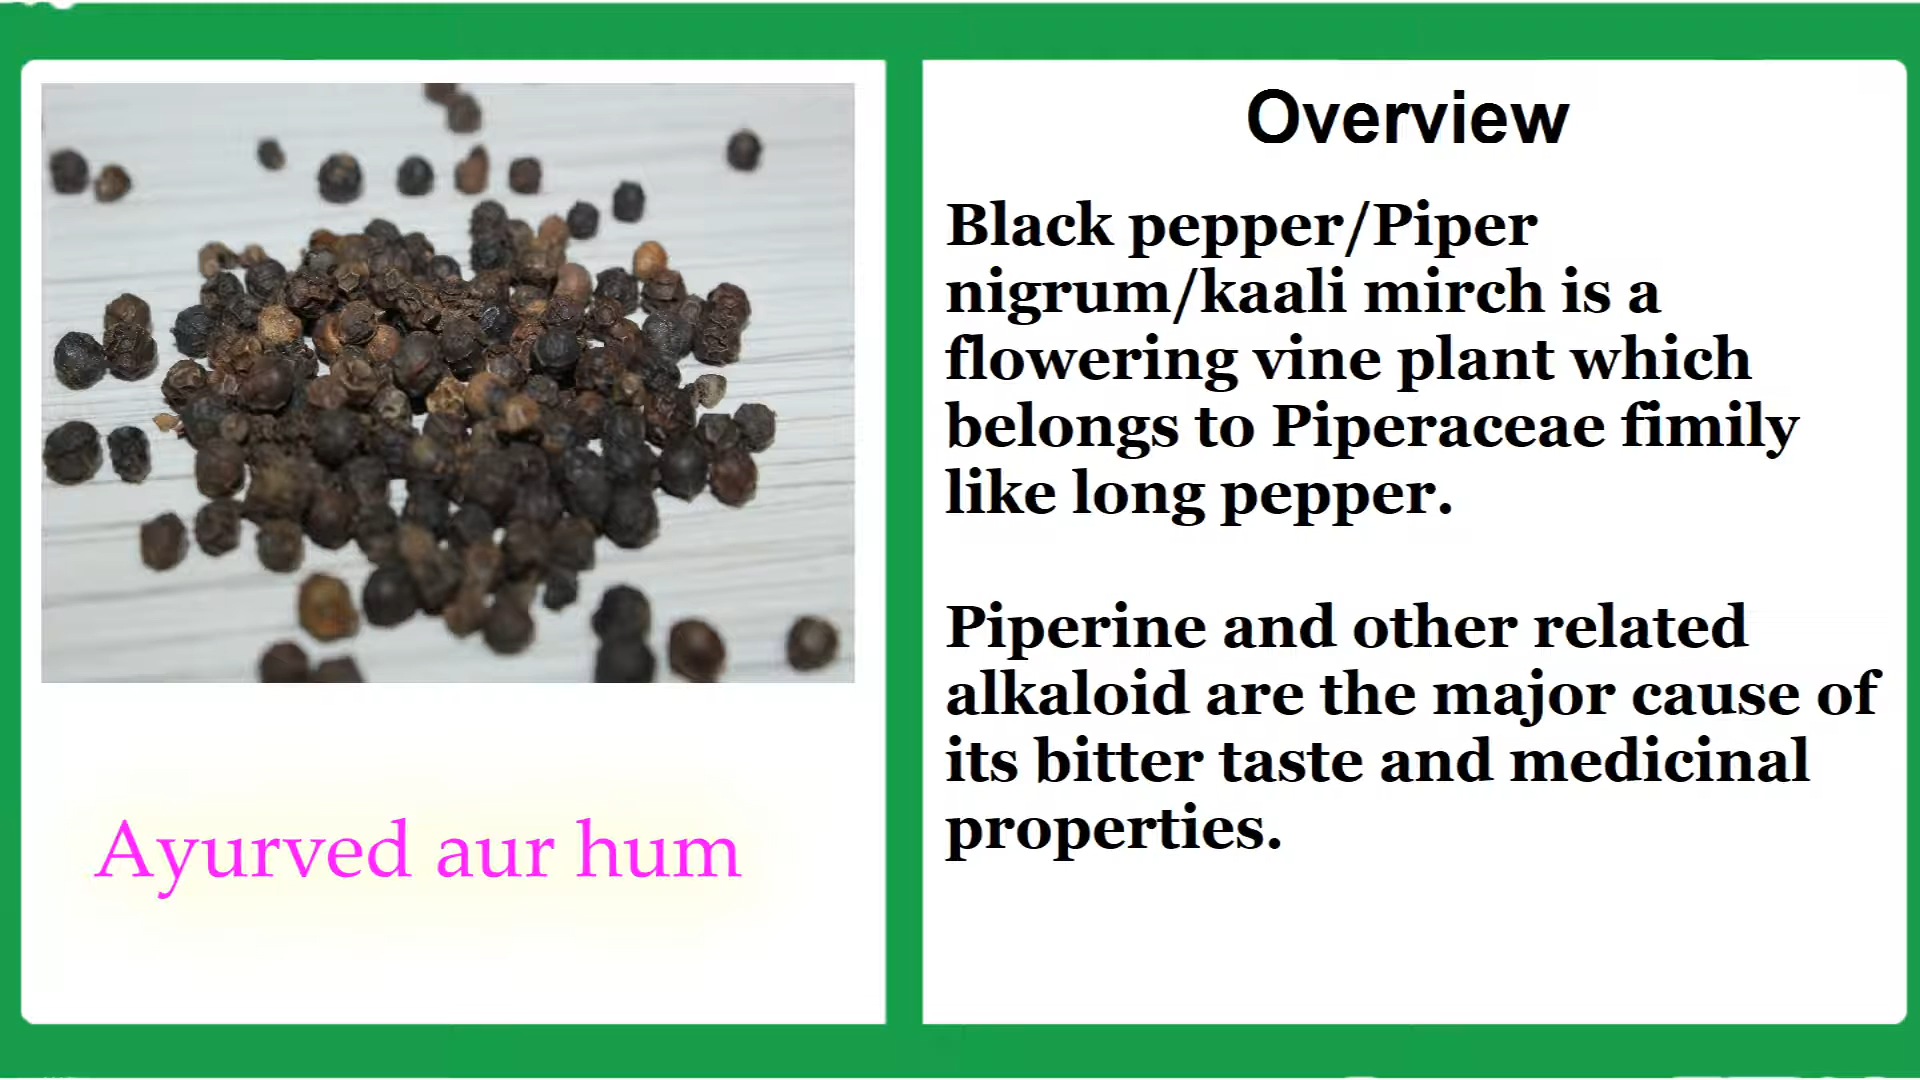 Overview
Black pepper/Piper
nigrum/kaali mirch is a
flowering vine plant which
belongs to Piperaceae fimily
like long pepper.
Piperine and other related
alkaloid are the major cause of
its bitter taste and medicinal
properties.
Ayurved aur hum